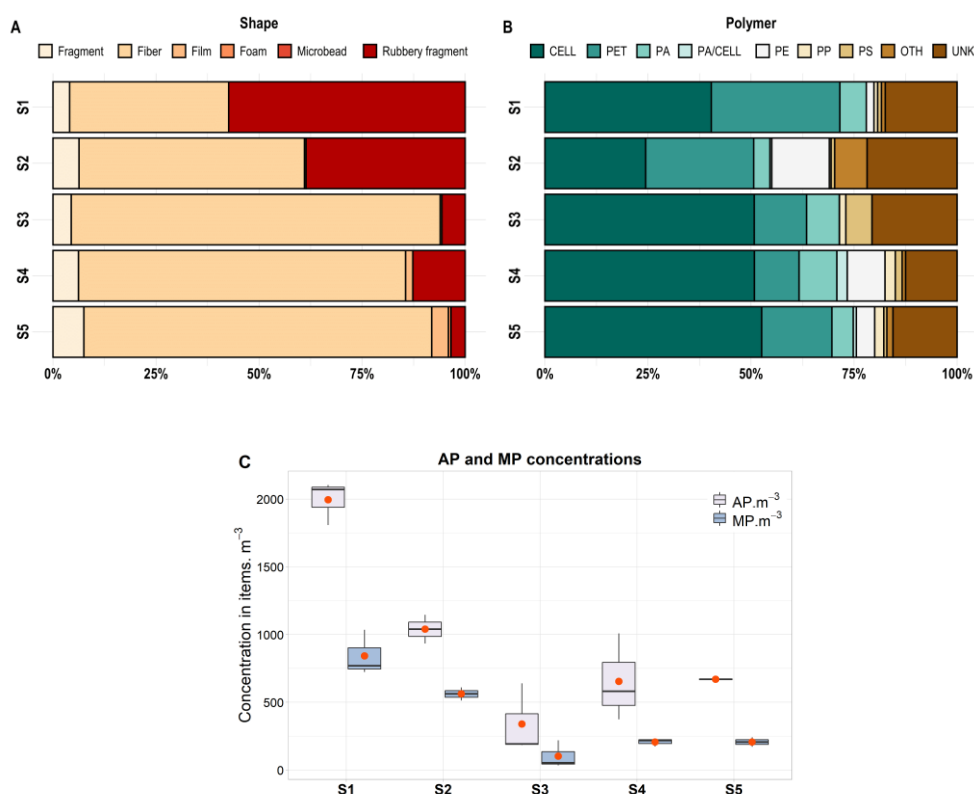 A
Shape
Fragment Fiber Film Foam Microbead Rubbery fragment
S1
S2
S3
S4
S5
0% 25% 50% 75% 100%
B
Polymer
CELL PET PA PA/CELL PE PP PS OTH UNK
S1
S2
S3
S4
S5
0% 25% 50% 75% 100%
C
AP and MP concentrations
Concentration in items. m⁻³
2000
1500
1000
500
0
AP.m⁻³
MP.m⁻³
S1 S2 S3 S4 S5